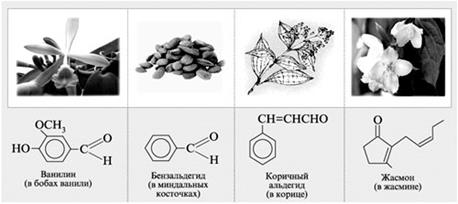 OCH₃
HO
O
C
H
Ванилин
(в бобах ванили)
O
C
H
Бензальдегид
(в миндальных
косточках)
CH=CHCHO
Коричный
альдегид
(в корице)
O
Жасмон
(в жасмине)